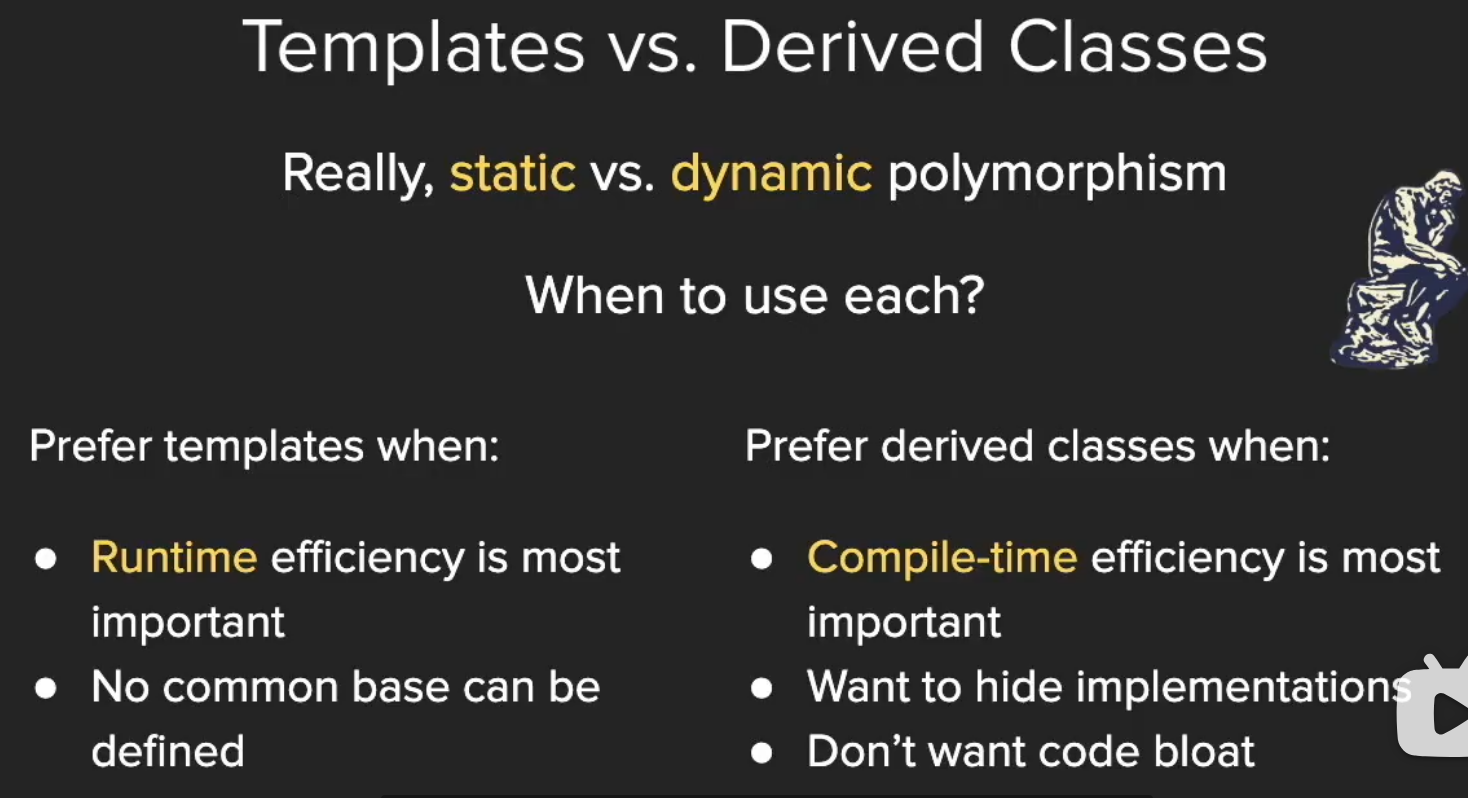 Templates vs. Derived Classes
Really, static vs. dynamic polymorphism
When to use each?
Prefer templates when:
● Runtime efficiency is most
important
● No common base can be
defined
Prefer derived classes when:
● Compile-time efficiency is most
important
● Want to hide implementations
● Don’t want code bloat